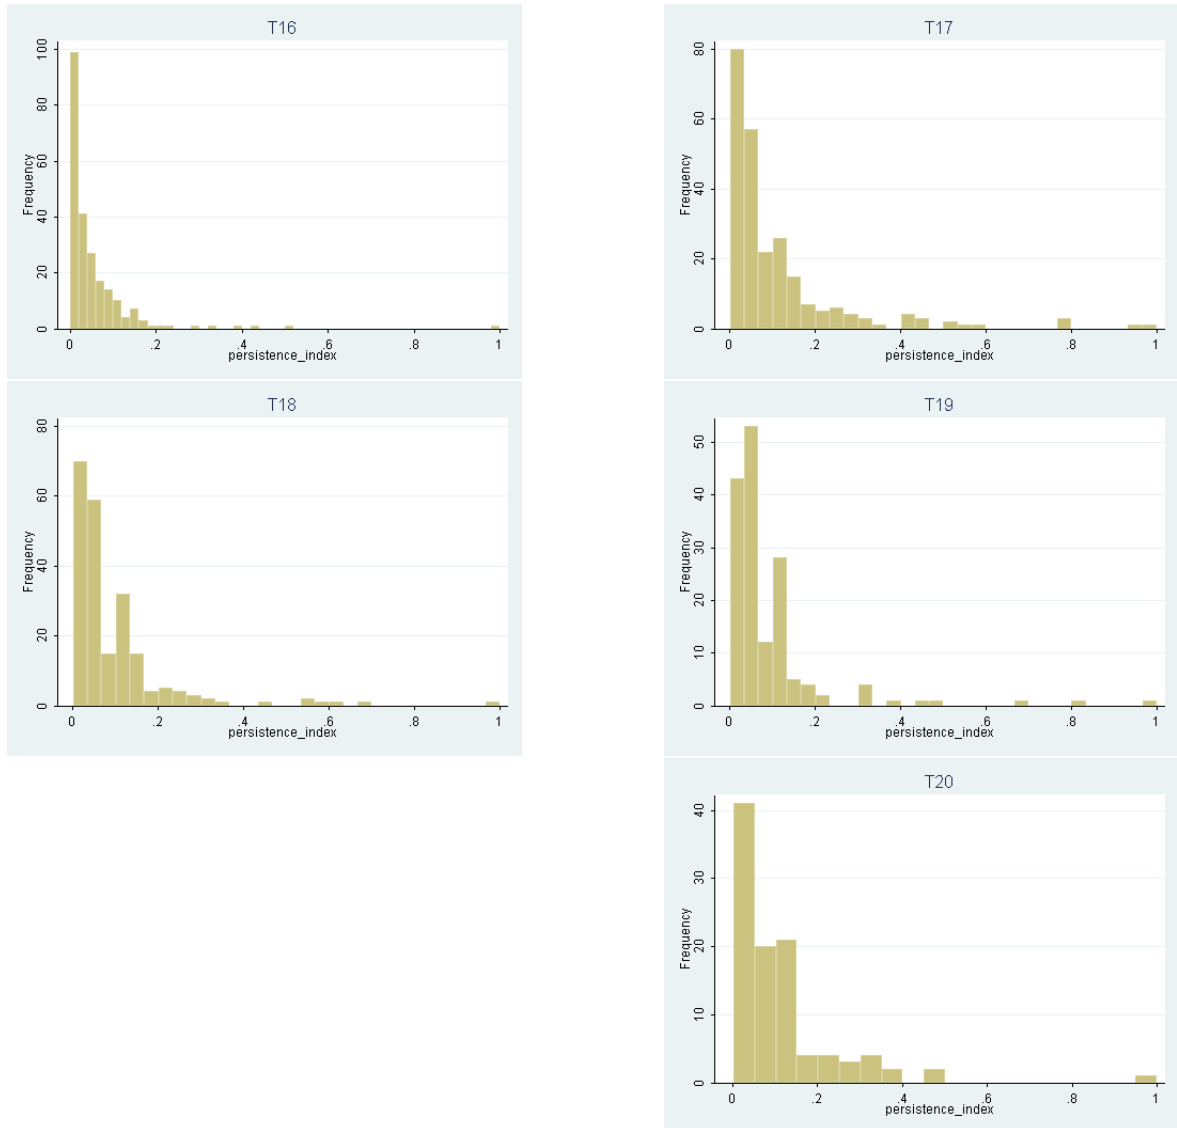 T16
100
80
60
40
20
0
Frequency
0 .2 .4 .6 .8 1
persistence_index
T17
80
60
40
20
0
Frequency
0 .2 .4 .6 .8 1
persistence_index
T18
80
60
40
20
0
Frequency
0 .2 .4 .6 .8 1
persistence_index
T19
50
40
30
20
10
0
Frequency
0 .2 .4 .6 .8 1
persistence_index
T20
40
30
20
10
0
Frequency
0 .2 .4 .6 .8 1
persistence_index